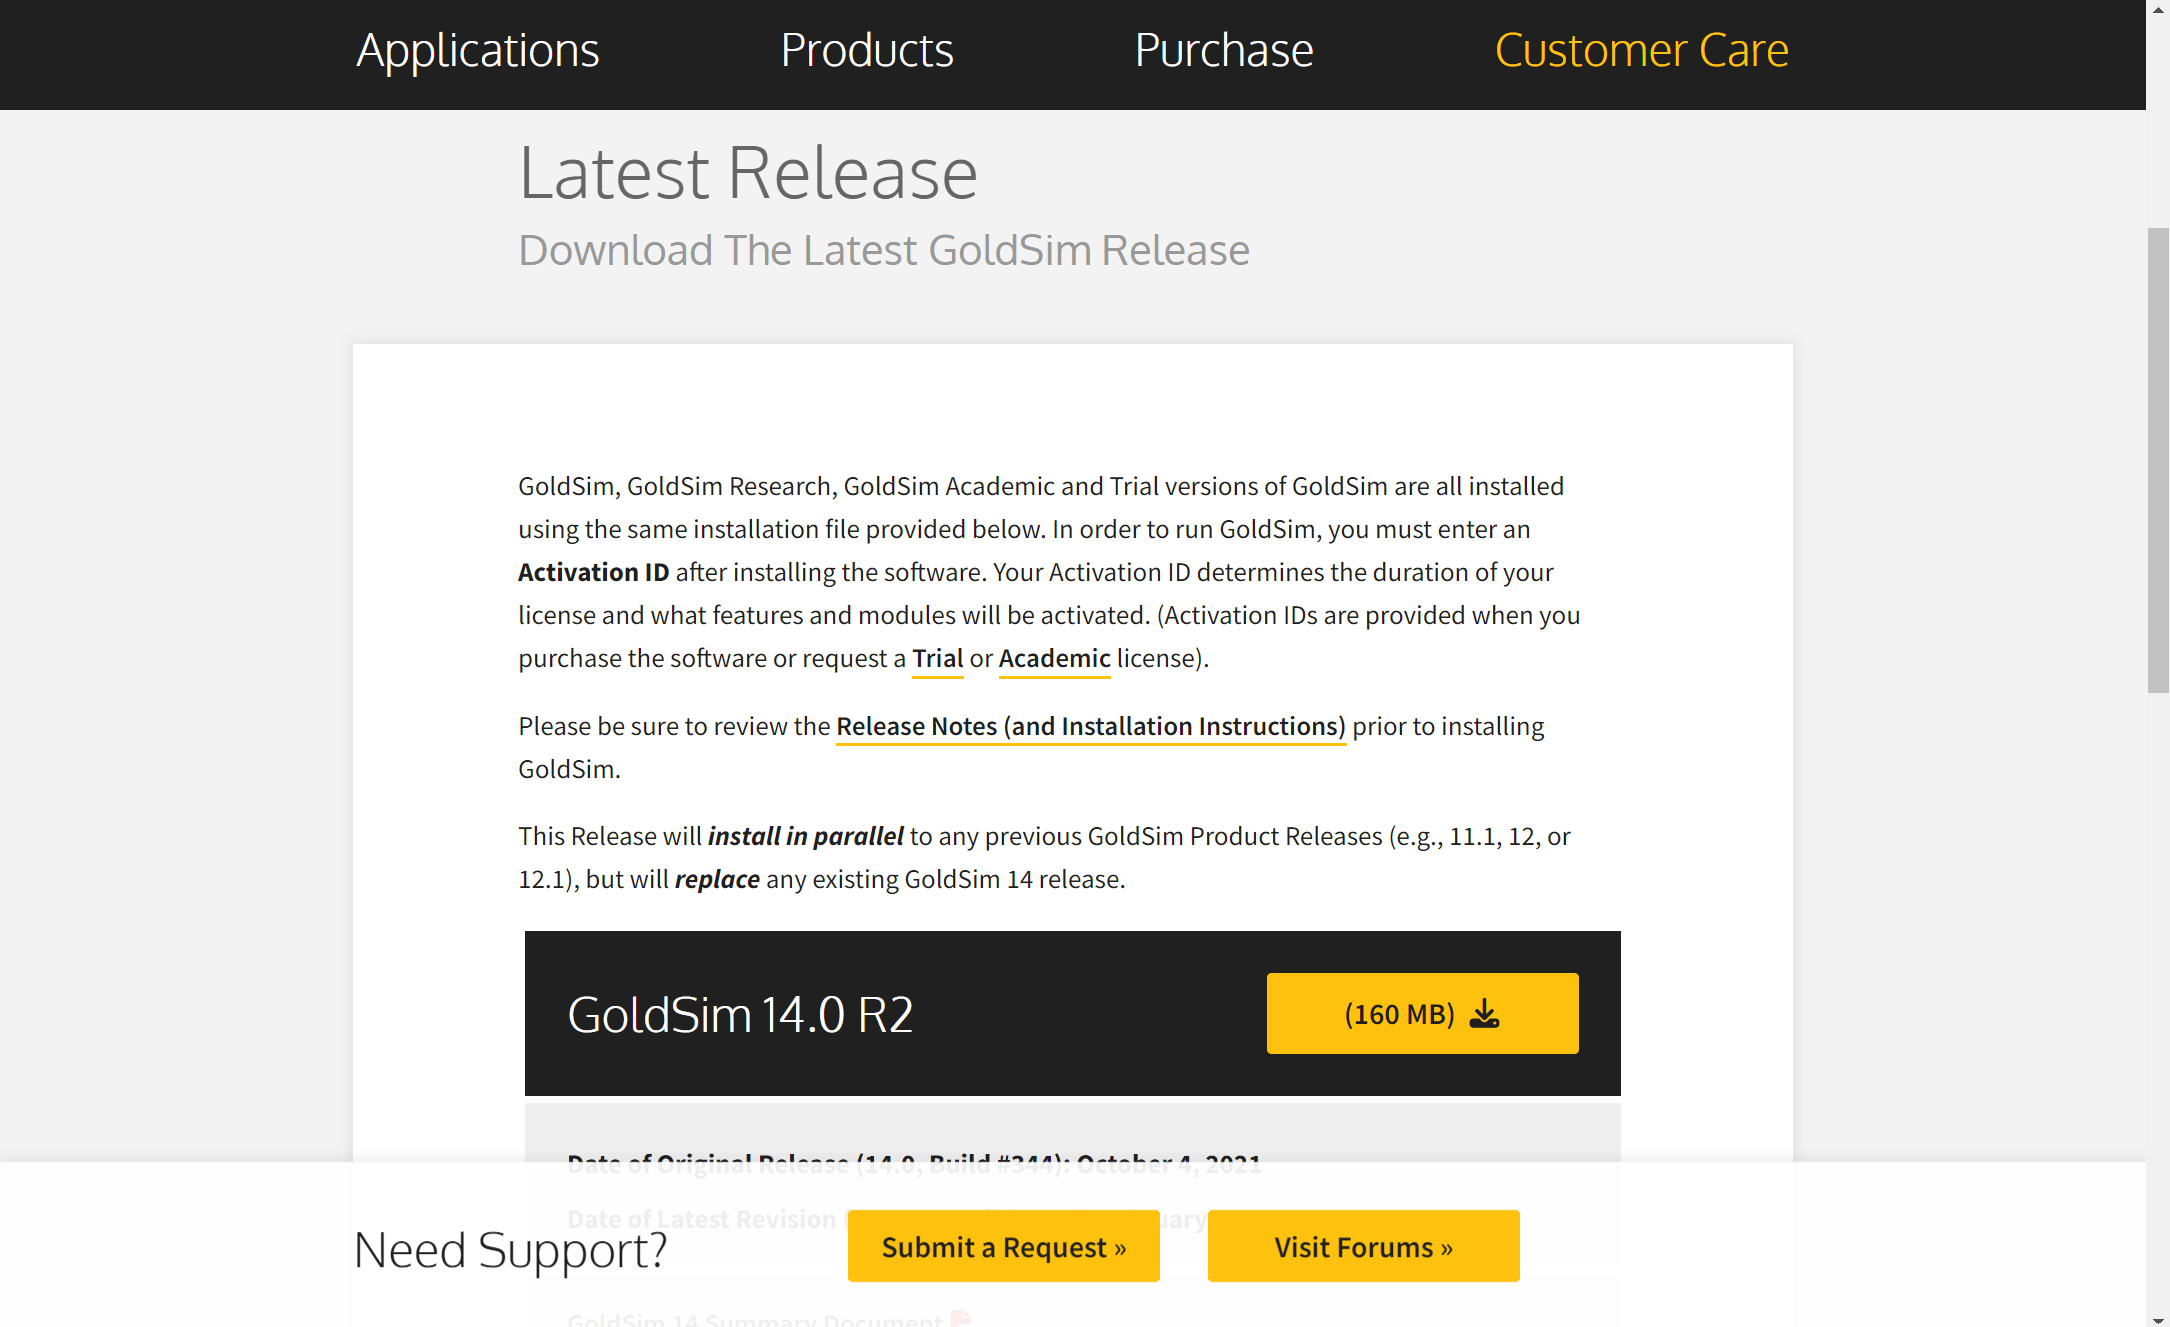 Applications Products Purchase Customer Care
Latest Release
Download The Latest GoldSim Release
GoldSim, GoldSim Research, GoldSim Academic and Trial versions of GoldSim are all installed
using the same installation file provided below. In order to run GoldSim, you must enter an
Activation ID after installing the software. Your Activation ID determines the duration of your
license and what features and modules will be activated. (Activation IDs are provided when you
purchase the software or request a Trial or Academic license).
Please be sure to review the Release Notes (and Installation Instructions) prior to installing
GoldSim.
This Release will install in parallel to any previous GoldSim Product Releases (e.g., 11.1, 12, or
12.1), but will replace any existing GoldSim 14 release.
GoldSim 14.0 R2 (160 MB)
Date of Original Release (14.0, Build #344): October 4, 2021
Date of Latest Revision (
Need Support? Submit a Request » Visit Forums »
GoldSim 14 Summary Document